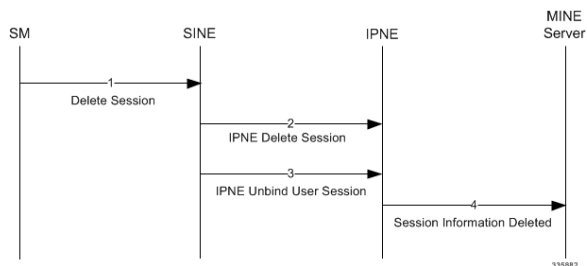 MINE
SM SINE IPNE Server
1
Delete Session
2
IPNE Delete Session
3
IPNE Unbind User Session
4
Session Information Deleted
335882